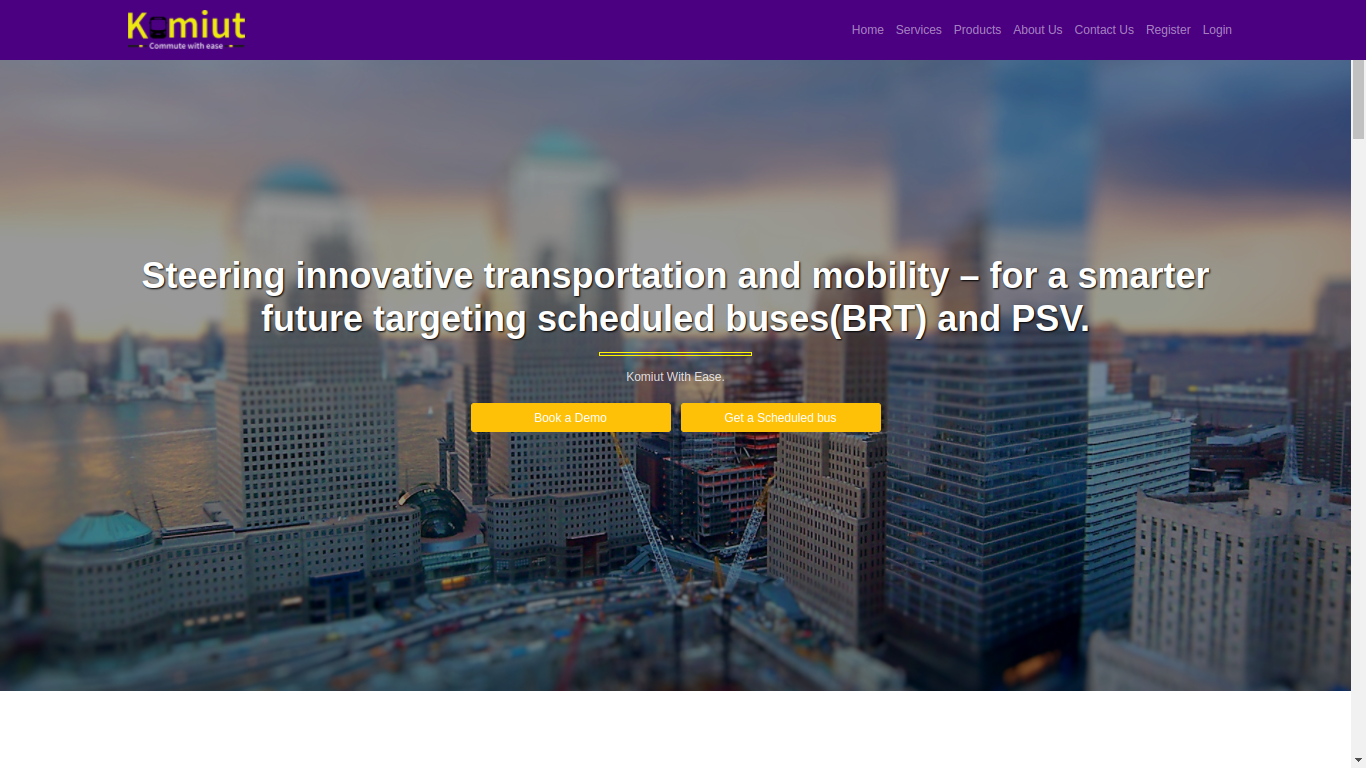 Komiut
Commute with ease
Home Services Products About Us Contact Us Register Login
Steering innovative transportation and mobility – for a smarter
future targeting scheduled buses(BRT) and PSV.
Komiut With Ease.
Book a Demo Get a Scheduled bus